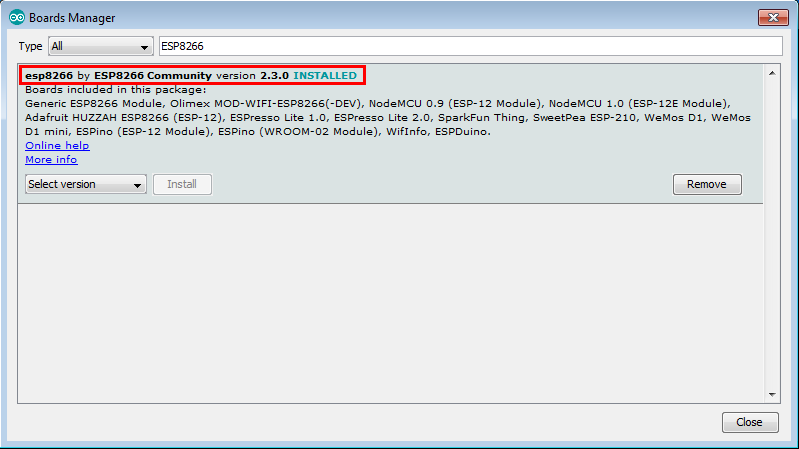 Boards Manager
Type All ESP8266
esp8266 by ESP8266 Community version 2.3.0 INSTALLED
Boards included in this package:
Generic ESP8266 Module, Olimex MOD-WIFI-ESP8266(-DEV), NodeMCU 0.9 (ESP-12 Module), NodeMCU 1.0 (ESP-12E Module),
Adafruit HUZZAH ESP8266 (ESP-12), ESPresso Lite 1.0, ESPresso Lite 2.0, SparkFun Thing, SweetPea ESP-210, WeMos D1, WeMos
D1 mini, ESPino (ESP-12 Module), ESPino (WROOM-02 Module), WifInfo, ESPDuino.
Online help
More info
Select version Install Remove
Close